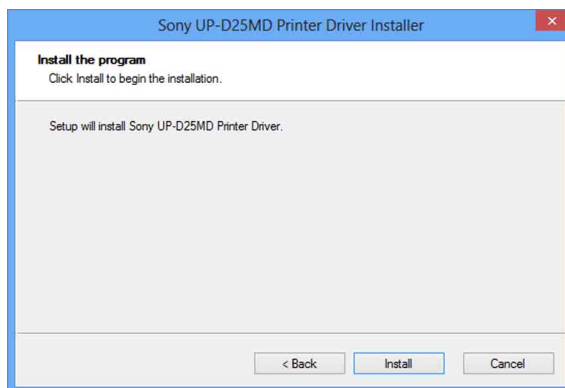 Sony UP-D25MD Printer Driver Installer
Install the program
Click Install to begin the installation.
Setup will install Sony UP-D25MD Printer Driver.
< Back Install Cancel